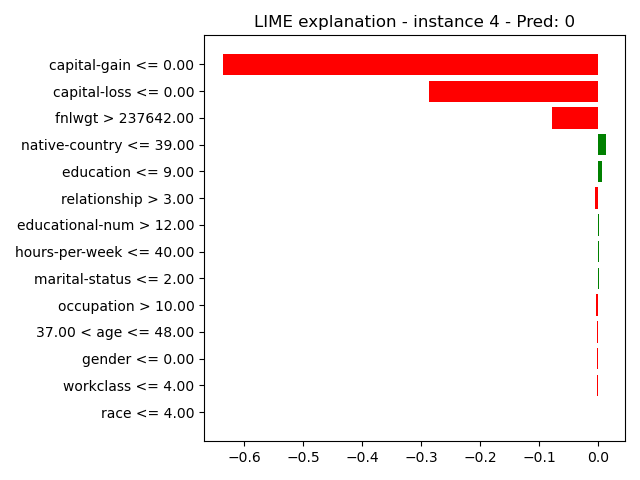 LIME explanation - instance 4 - Pred: 0
capital-gain <= 0.00
capital-loss <= 0.00
fnlwgt > 237642.00
native-country <= 39.00
education <= 9.00
relationship > 3.00
educational-num > 12.00
hours-per-week <= 40.00
marital-status <= 2.00
occupation > 10.00
37.00 < age <= 48.00
gender <= 0.00
workclass <= 4.00
race <= 4.00
−0.6 −0.5 −0.4 −0.3 −0.2 −0.1 0.0